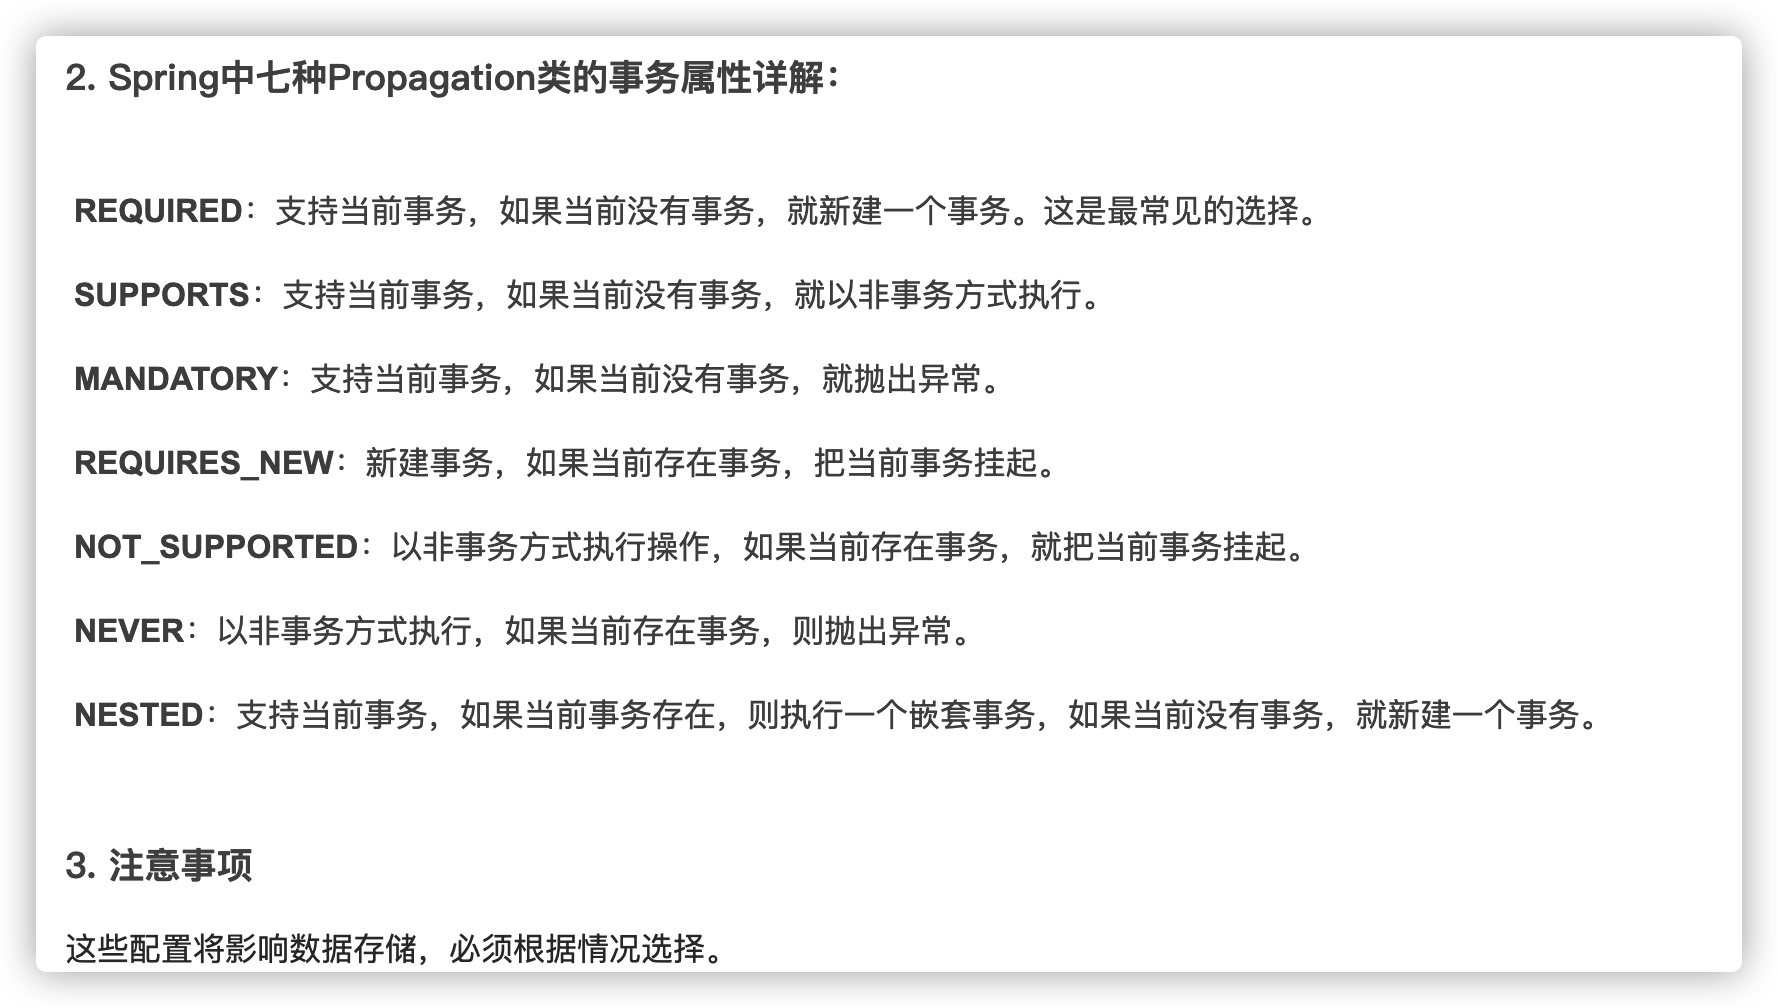 2. Spring中七种Propagation类的事务属性详解：
REQUIRED：支持当前事务，如果当前没有事务，就新建一个事务。这是最常见的选择。
SUPPORTS：支持当前事务，如果当前没有事务，就以非事务方式执行。
MANDATORY：支持当前事务，如果当前没有事务，就抛出异常。
REQUIRES_NEW：新建事务，如果当前存在事务，把当前事务挂起。
NOT_SUPPORTED：以非事务方式执行操作，如果当前存在事务，就把当前事务挂起。
NEVER：以非事务方式执行，如果当前存在事务，则抛出异常。
NESTED：支持当前事务，如果当前事务存在，则执行一个嵌套事务，如果当前没有事务，就新建一个事务。
3. 注意事项
这些配置将影响数据存储，必须根据情况选择。